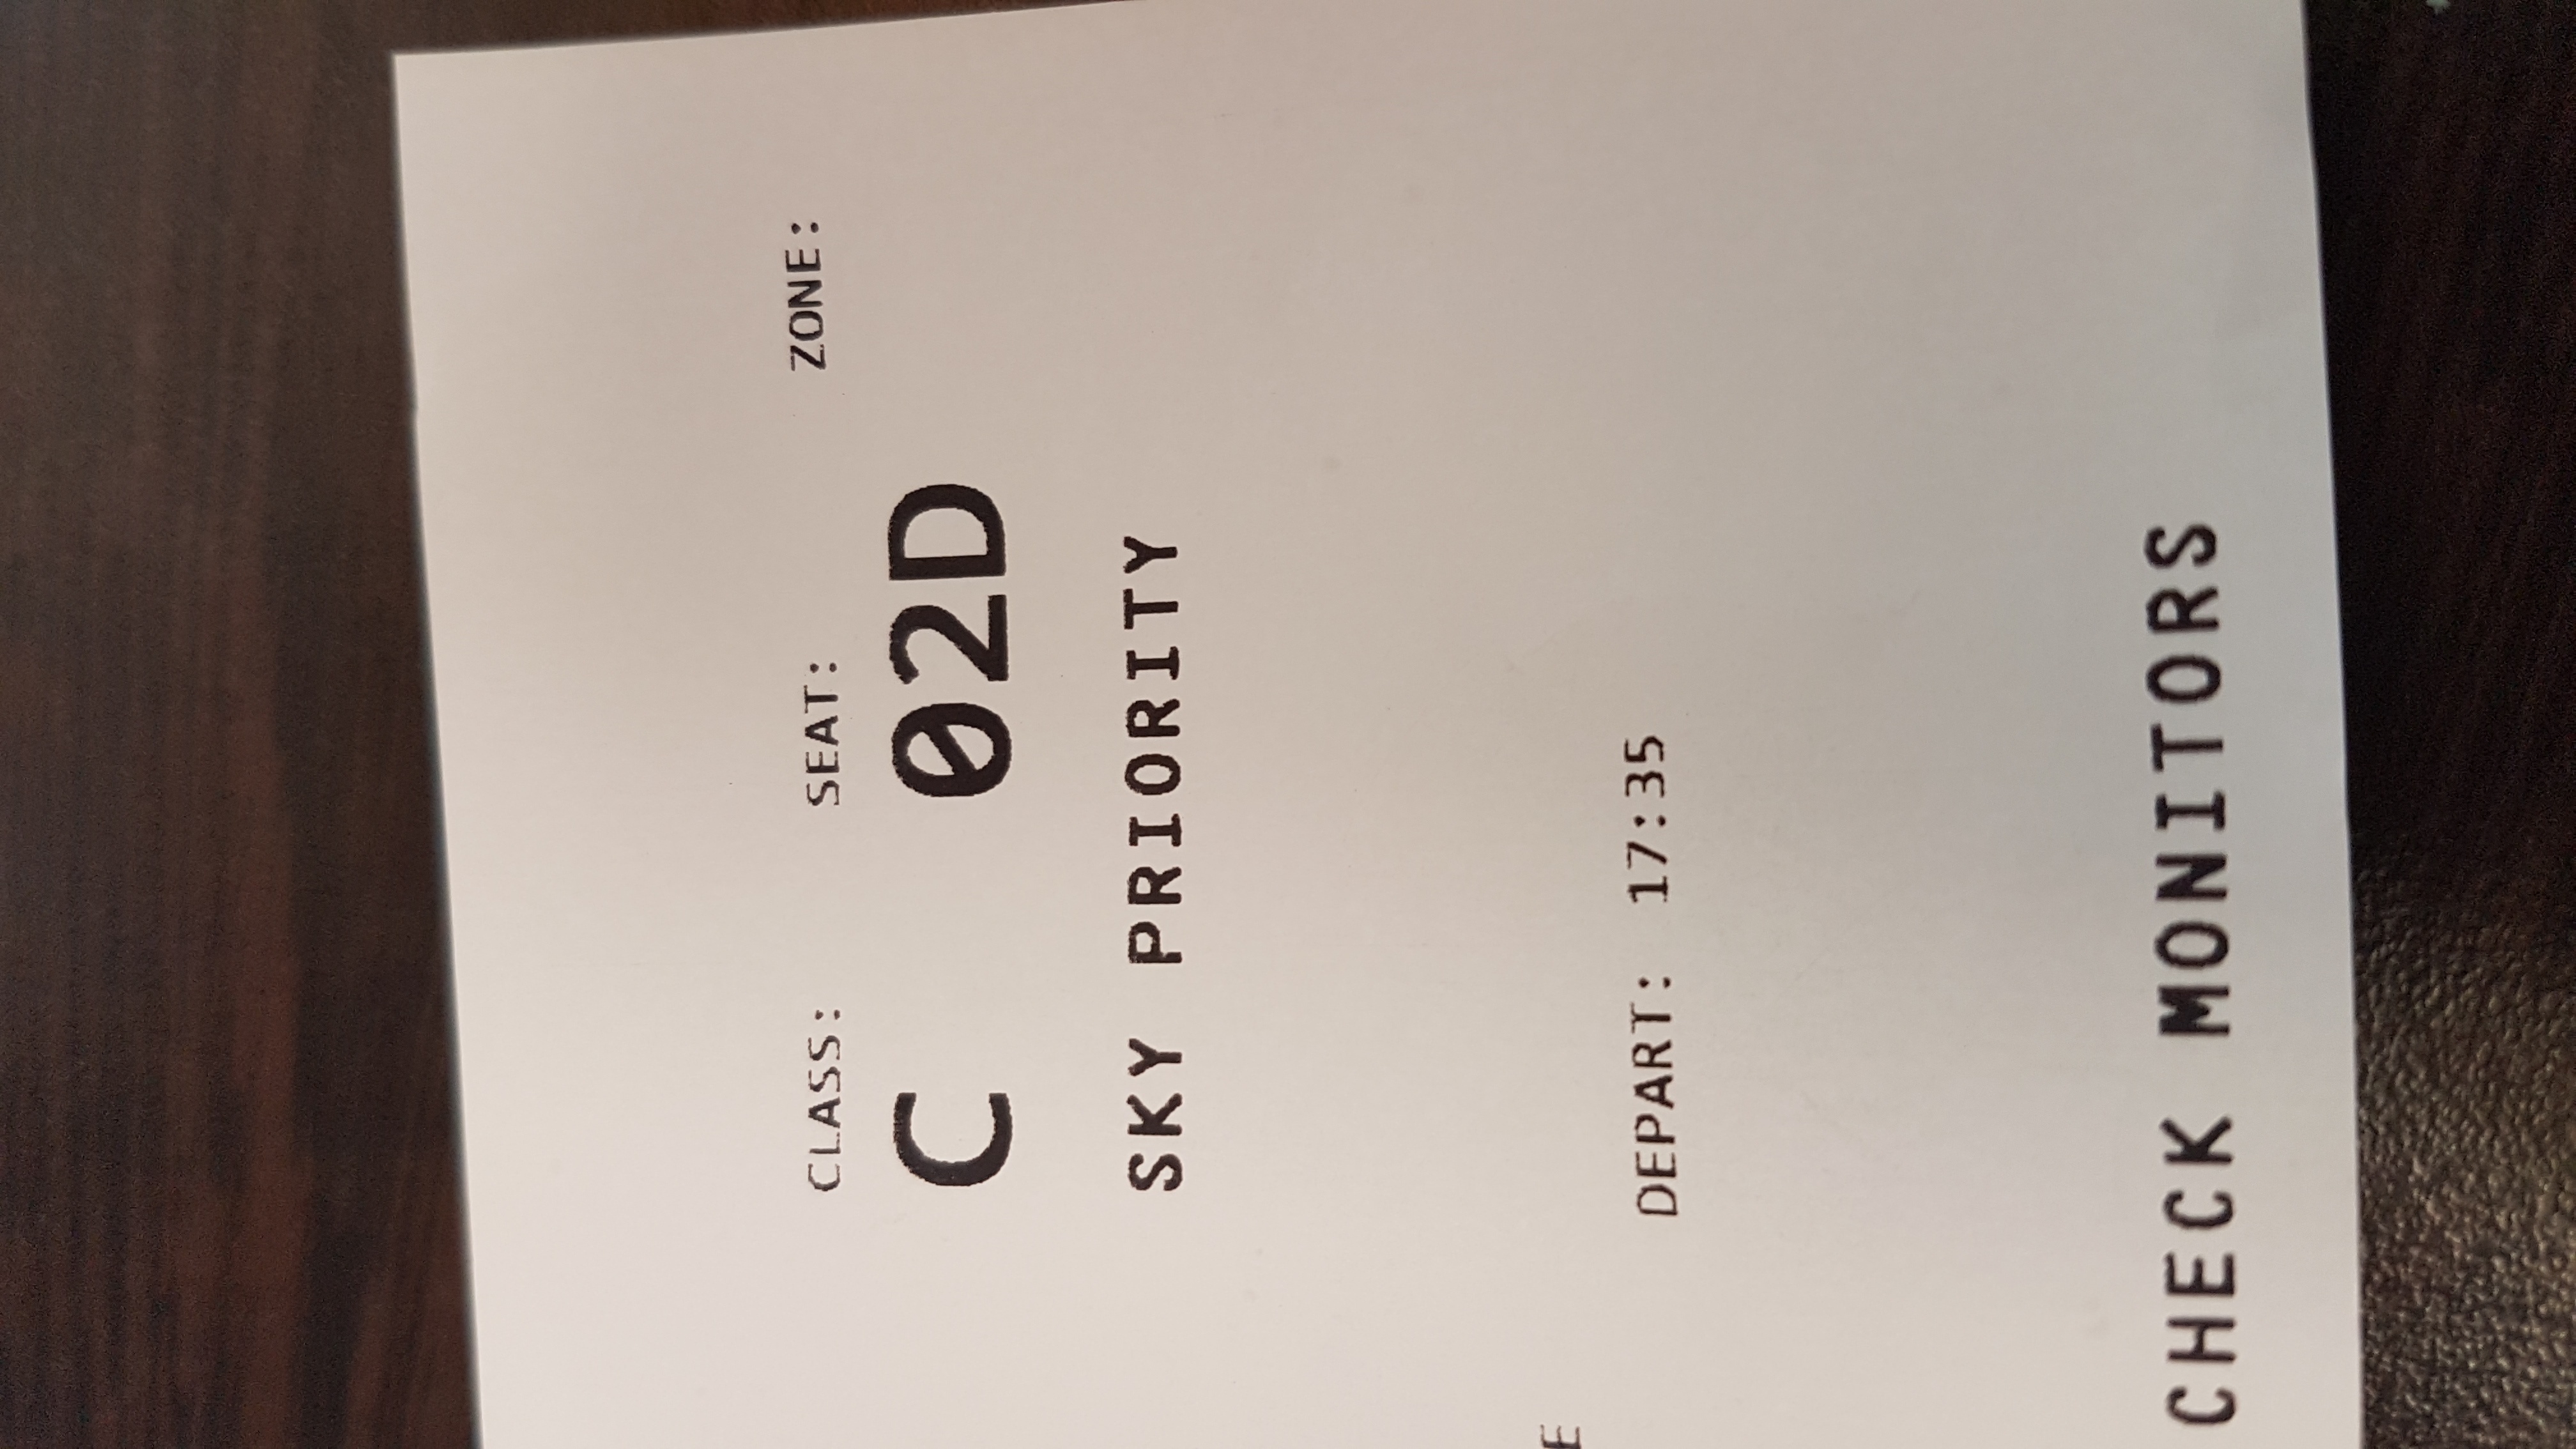 CLASS: SEAT: ZONE:
C 02D
SKY PRIORITY
E
DEPART: 17:35
CHECK MONITORS